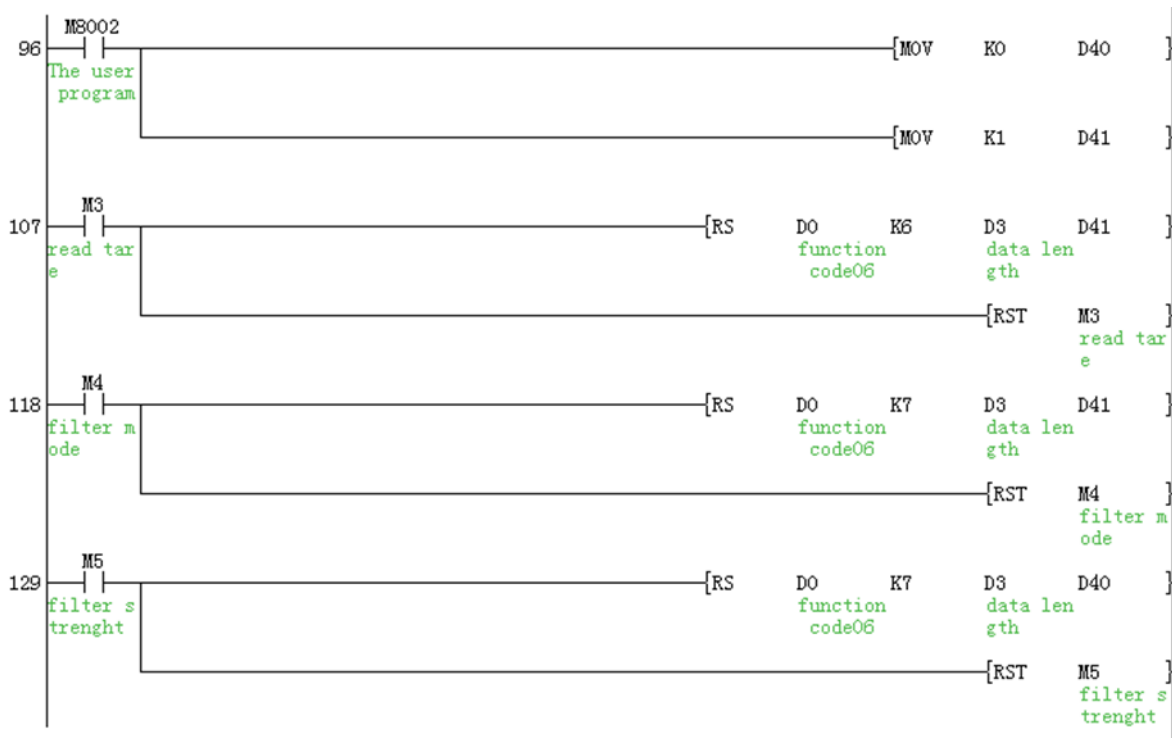 M8002
96 [MOV K0 D40 ]
The user
program
[MOV K1 D41 ]
M3
107 [RS D0 K6 D3 D41 ]
read tar function data len
e code06 gth
[RST M3 ]
read tar
e
M4
118 [RS D0 K7 D3 D41 ]
filter m function data len
ode code06 gth
[RST M4 ]
filter m
ode
M5
129 [RS D0 K7 D3 D40 ]
filter s function data len
trenght code06 gth
[RST M5 ]
filter s
trenght